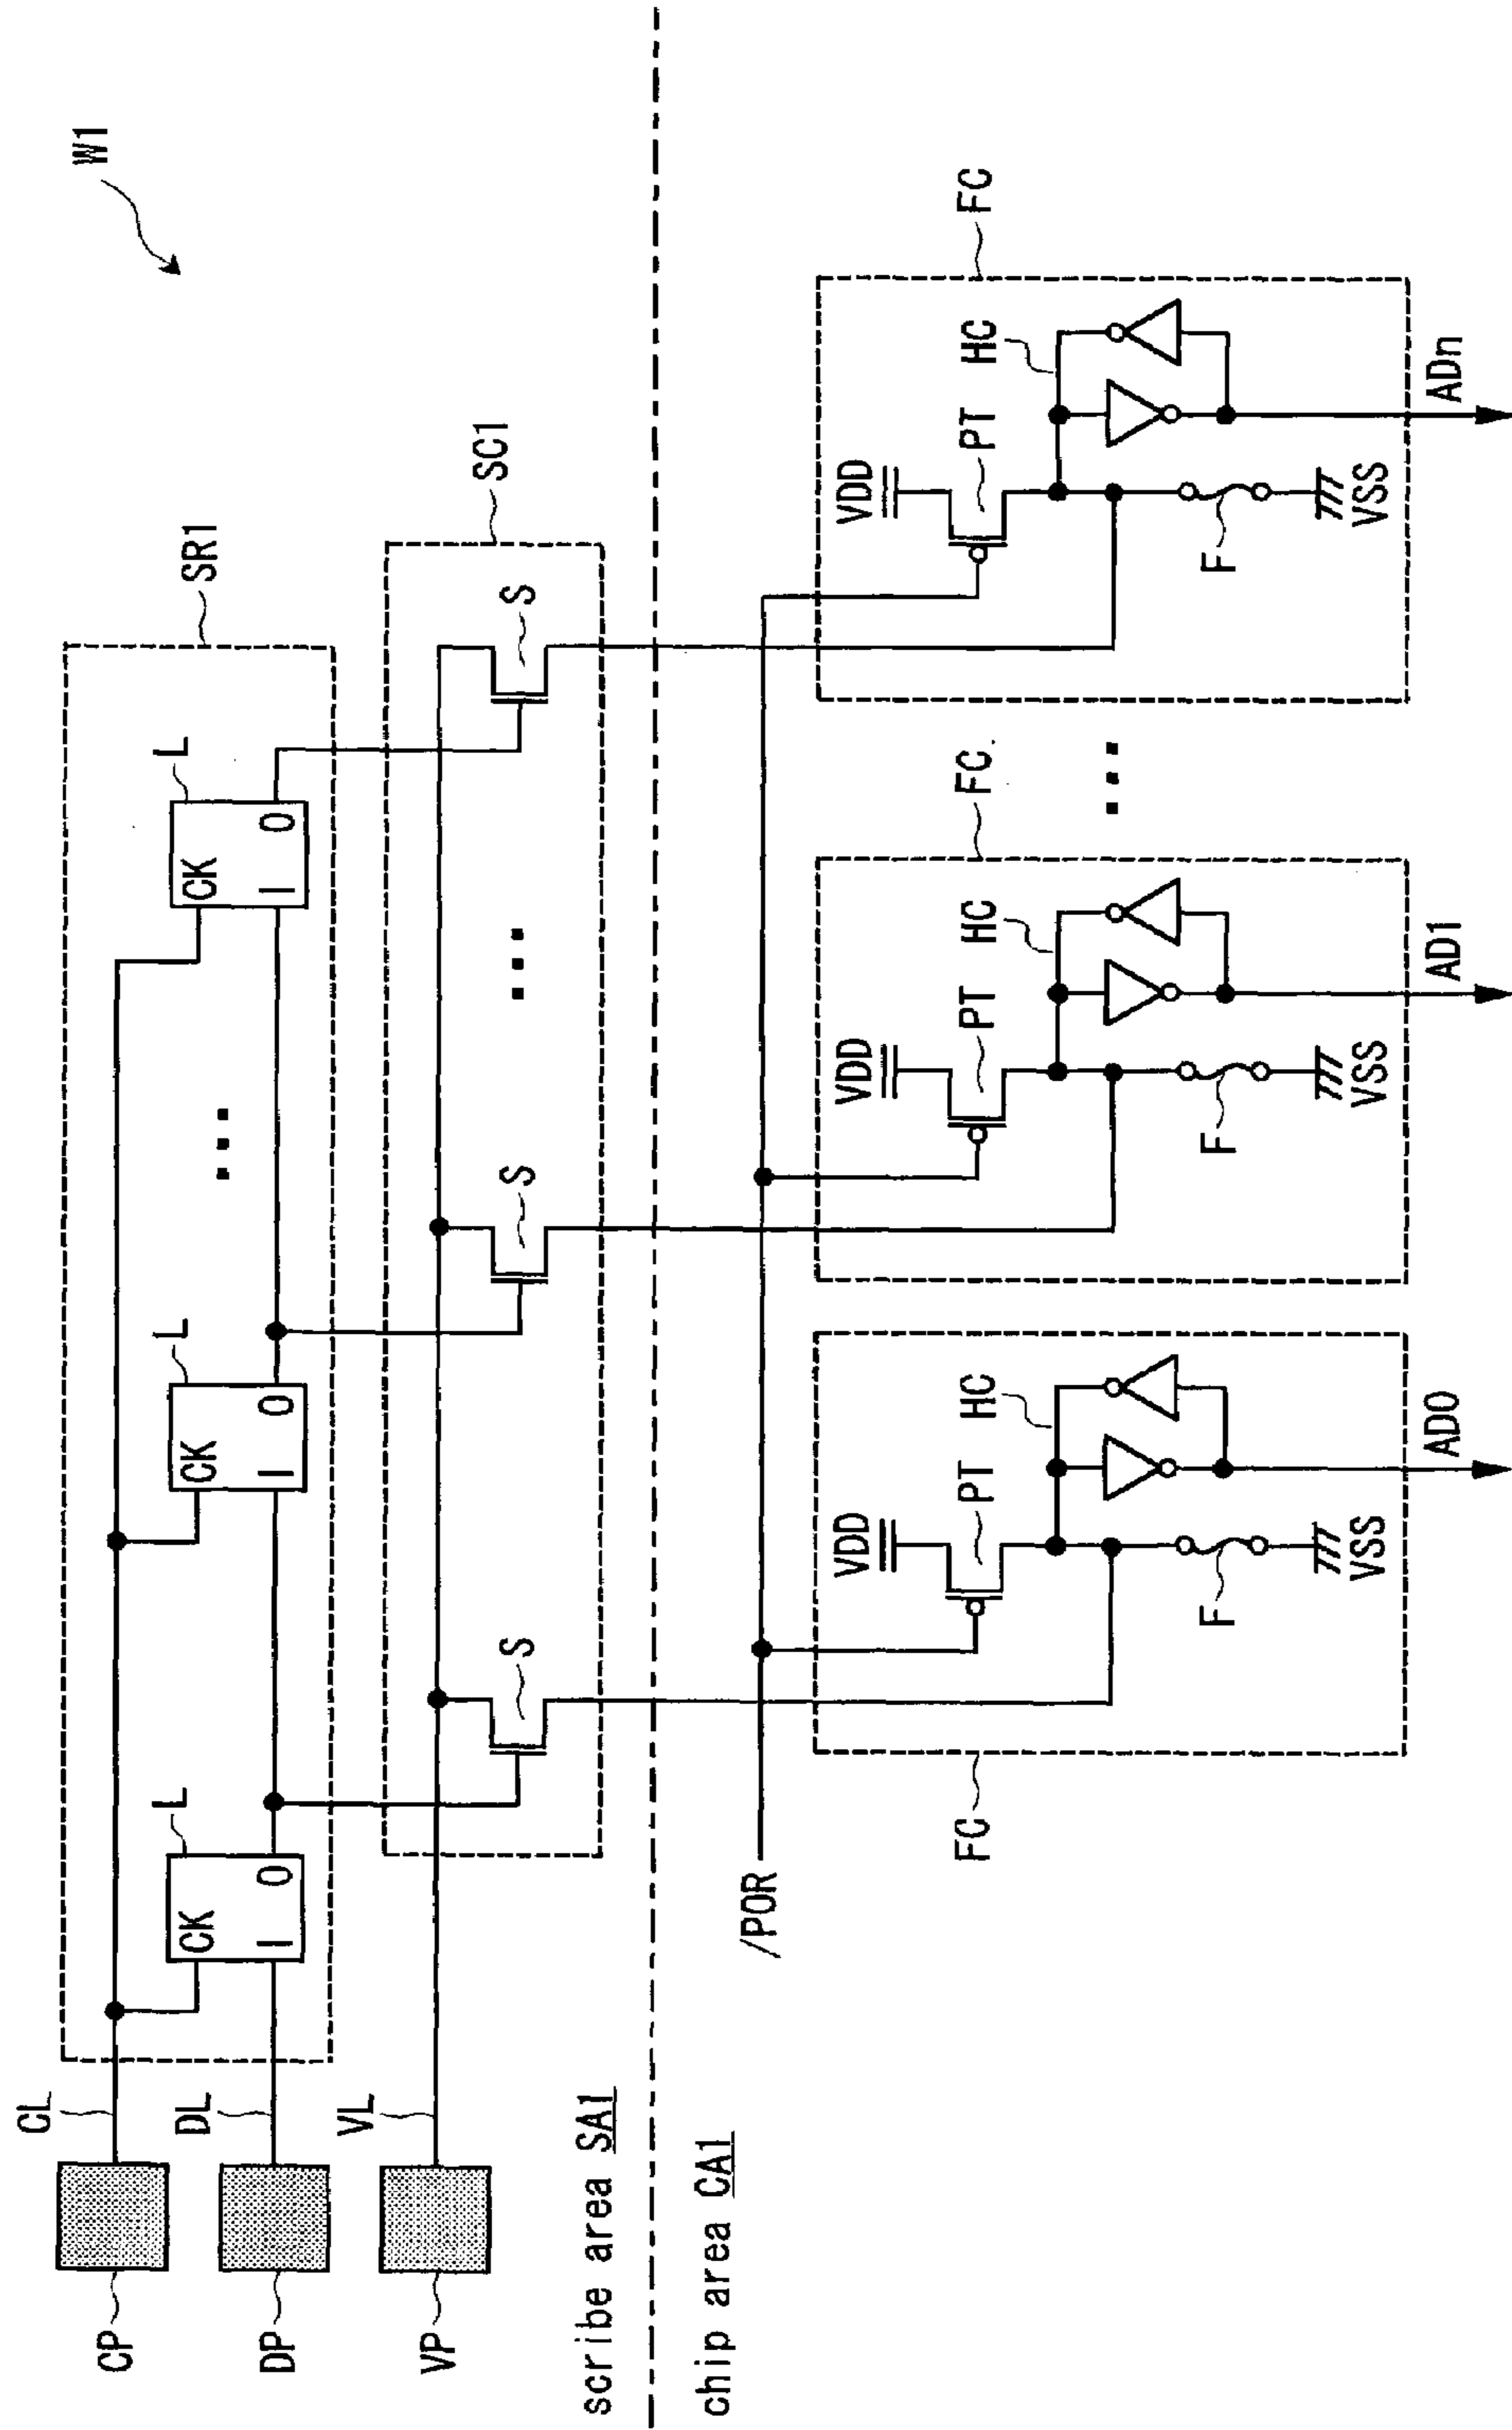 W1
SR1
CL
CP
L
L
L
CK
CK
CK
I O
I O
I O
...
DL
DP
SC1
VL
VP
S
S
S
...
scribe area SA1
chip area CA1
/POR
FC
FC
FC
VDD
VDD
VDD
PT
PT
PT
HC
HC
HC
...
F
F
F
VSS
VSS
VSS
AD0
AD1
ADn